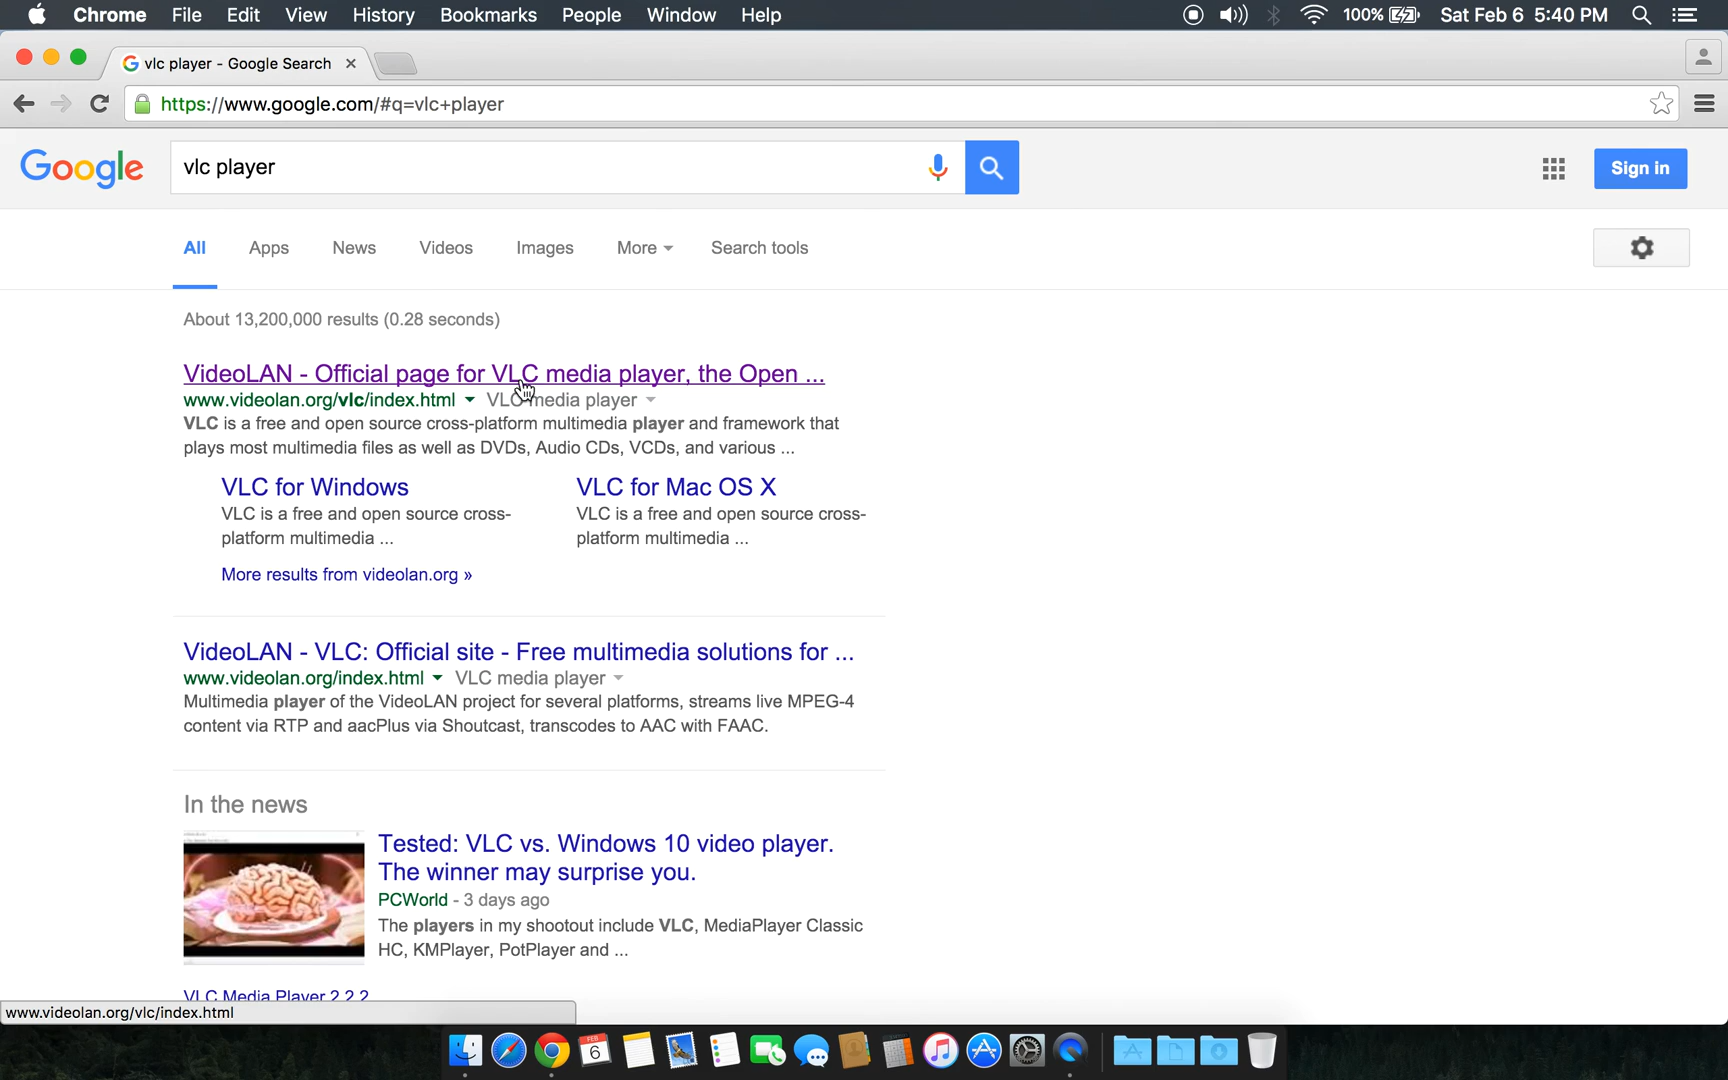 Chrome File Edit View History Bookmarks People Window Help 100% Sat Feb 6 5:40 PM
vlc player - Google Search
https://www.google.com/#q=vlc+player
Google vlc player Sign in
All Apps News Videos Images More Search tools
About 13,200,000 results (0.28 seconds)
VideoLAN - Official page for VLC media player, the Open ...
www.videolan.org/vlc/index.html VLC media player
VLC is a free and open source cross-platform multimedia player and framework that
plays most multimedia files as well as DVDs, Audio CDs, VCDs, and various ...
VLC for Windows
VLC is a free and open source cross-
platform multimedia ...
VLC for Mac OS X
VLC is a free and open source cross-
platform multimedia ...
More results from videolan.org »
VideoLAN - VLC: Official site - Free multimedia solutions for ...
www.videolan.org/index.html VLC media player
Multimedia player of the VideoLAN project for several platforms, streams live MPEG-4
content via RTP and aacPlus via Shoutcast, transcodes to AAC with FAAC.
In the news
Tested: VLC vs. Windows 10 video player.
The winner may surprise you.
PCWorld - 3 days ago
The players in my shootout include VLC, MediaPlayer Classic
HC, KMPlayer, PotPlayer and ...
VLC Media Player 2.2.2
www.videolan.org/vlc/index.html
FEB
6